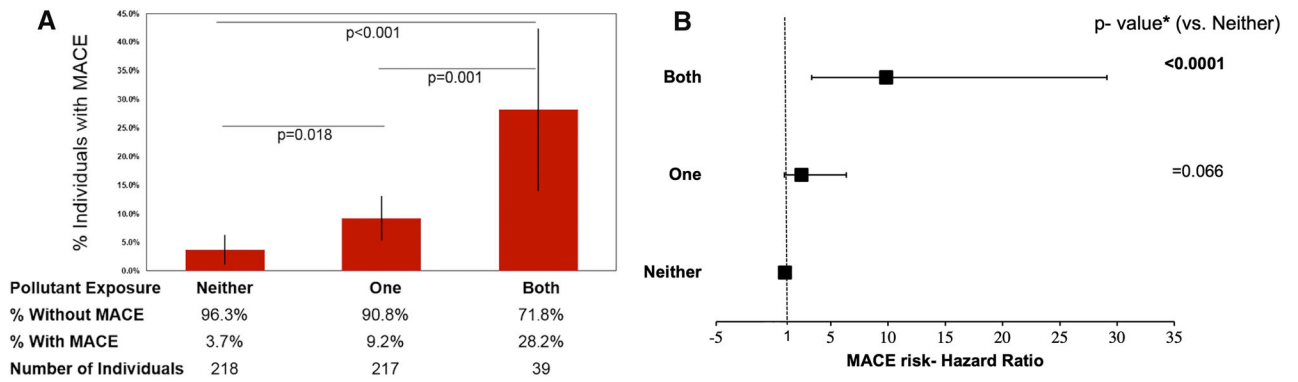 A
% Individuals with MACE
45.0%
40.0%
35.0%
30.0%
25.0%
20.0%
15.0%
10.0%
5.0%
0.0%
p<0.001
p=0.001
p=0.018
Pollutant Exposure Neither One Both
% Without MACE 96.3% 90.8% 71.8%
% With MACE 3.7% 9.2% 28.2%
Number of Individuals 218 217 39
B
p- value* (vs. Neither)
Both <0.0001
One =0.066
Neither
-5 1 5 10 15 20 25 30 35
MACE risk- Hazard Ratio